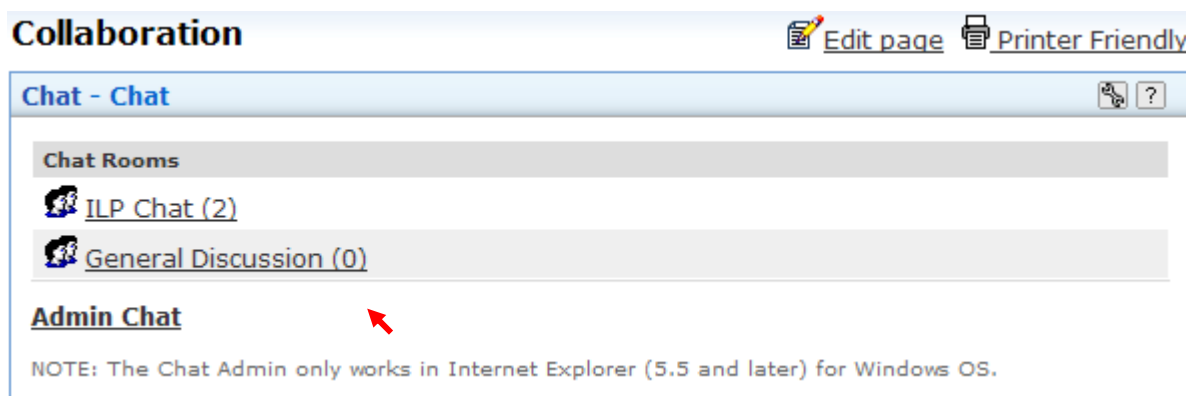 Collaboration
Edit page Printer Friendly
Chat - Chat
?
Chat Rooms
ILP Chat (2)
General Discussion (0)
Admin Chat
NOTE: The Chat Admin only works in Internet Explorer (5.5 and later) for Windows OS.